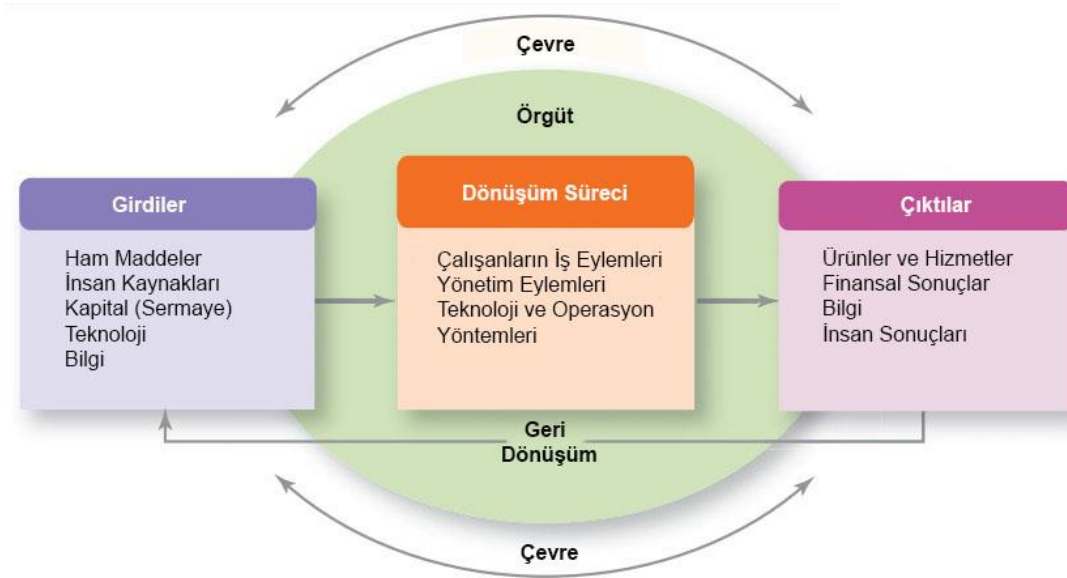 Çevre
Örgüt
Girdiler
Ham Maddeler
İnsan Kaynakları
Kapital (Sermaye)
Teknoloji
Bilgi
Dönüşüm Süreci
Çalışanların İş Eylemleri
Yönetim Eylemleri
Teknoloji ve Operasyon
Yöntemleri
Çıktılar
Ürünler ve Hizmetler
Finansal Sonuçlar
Bilgi
İnsan Sonuçları
Geri
Dönüşüm
Çevre